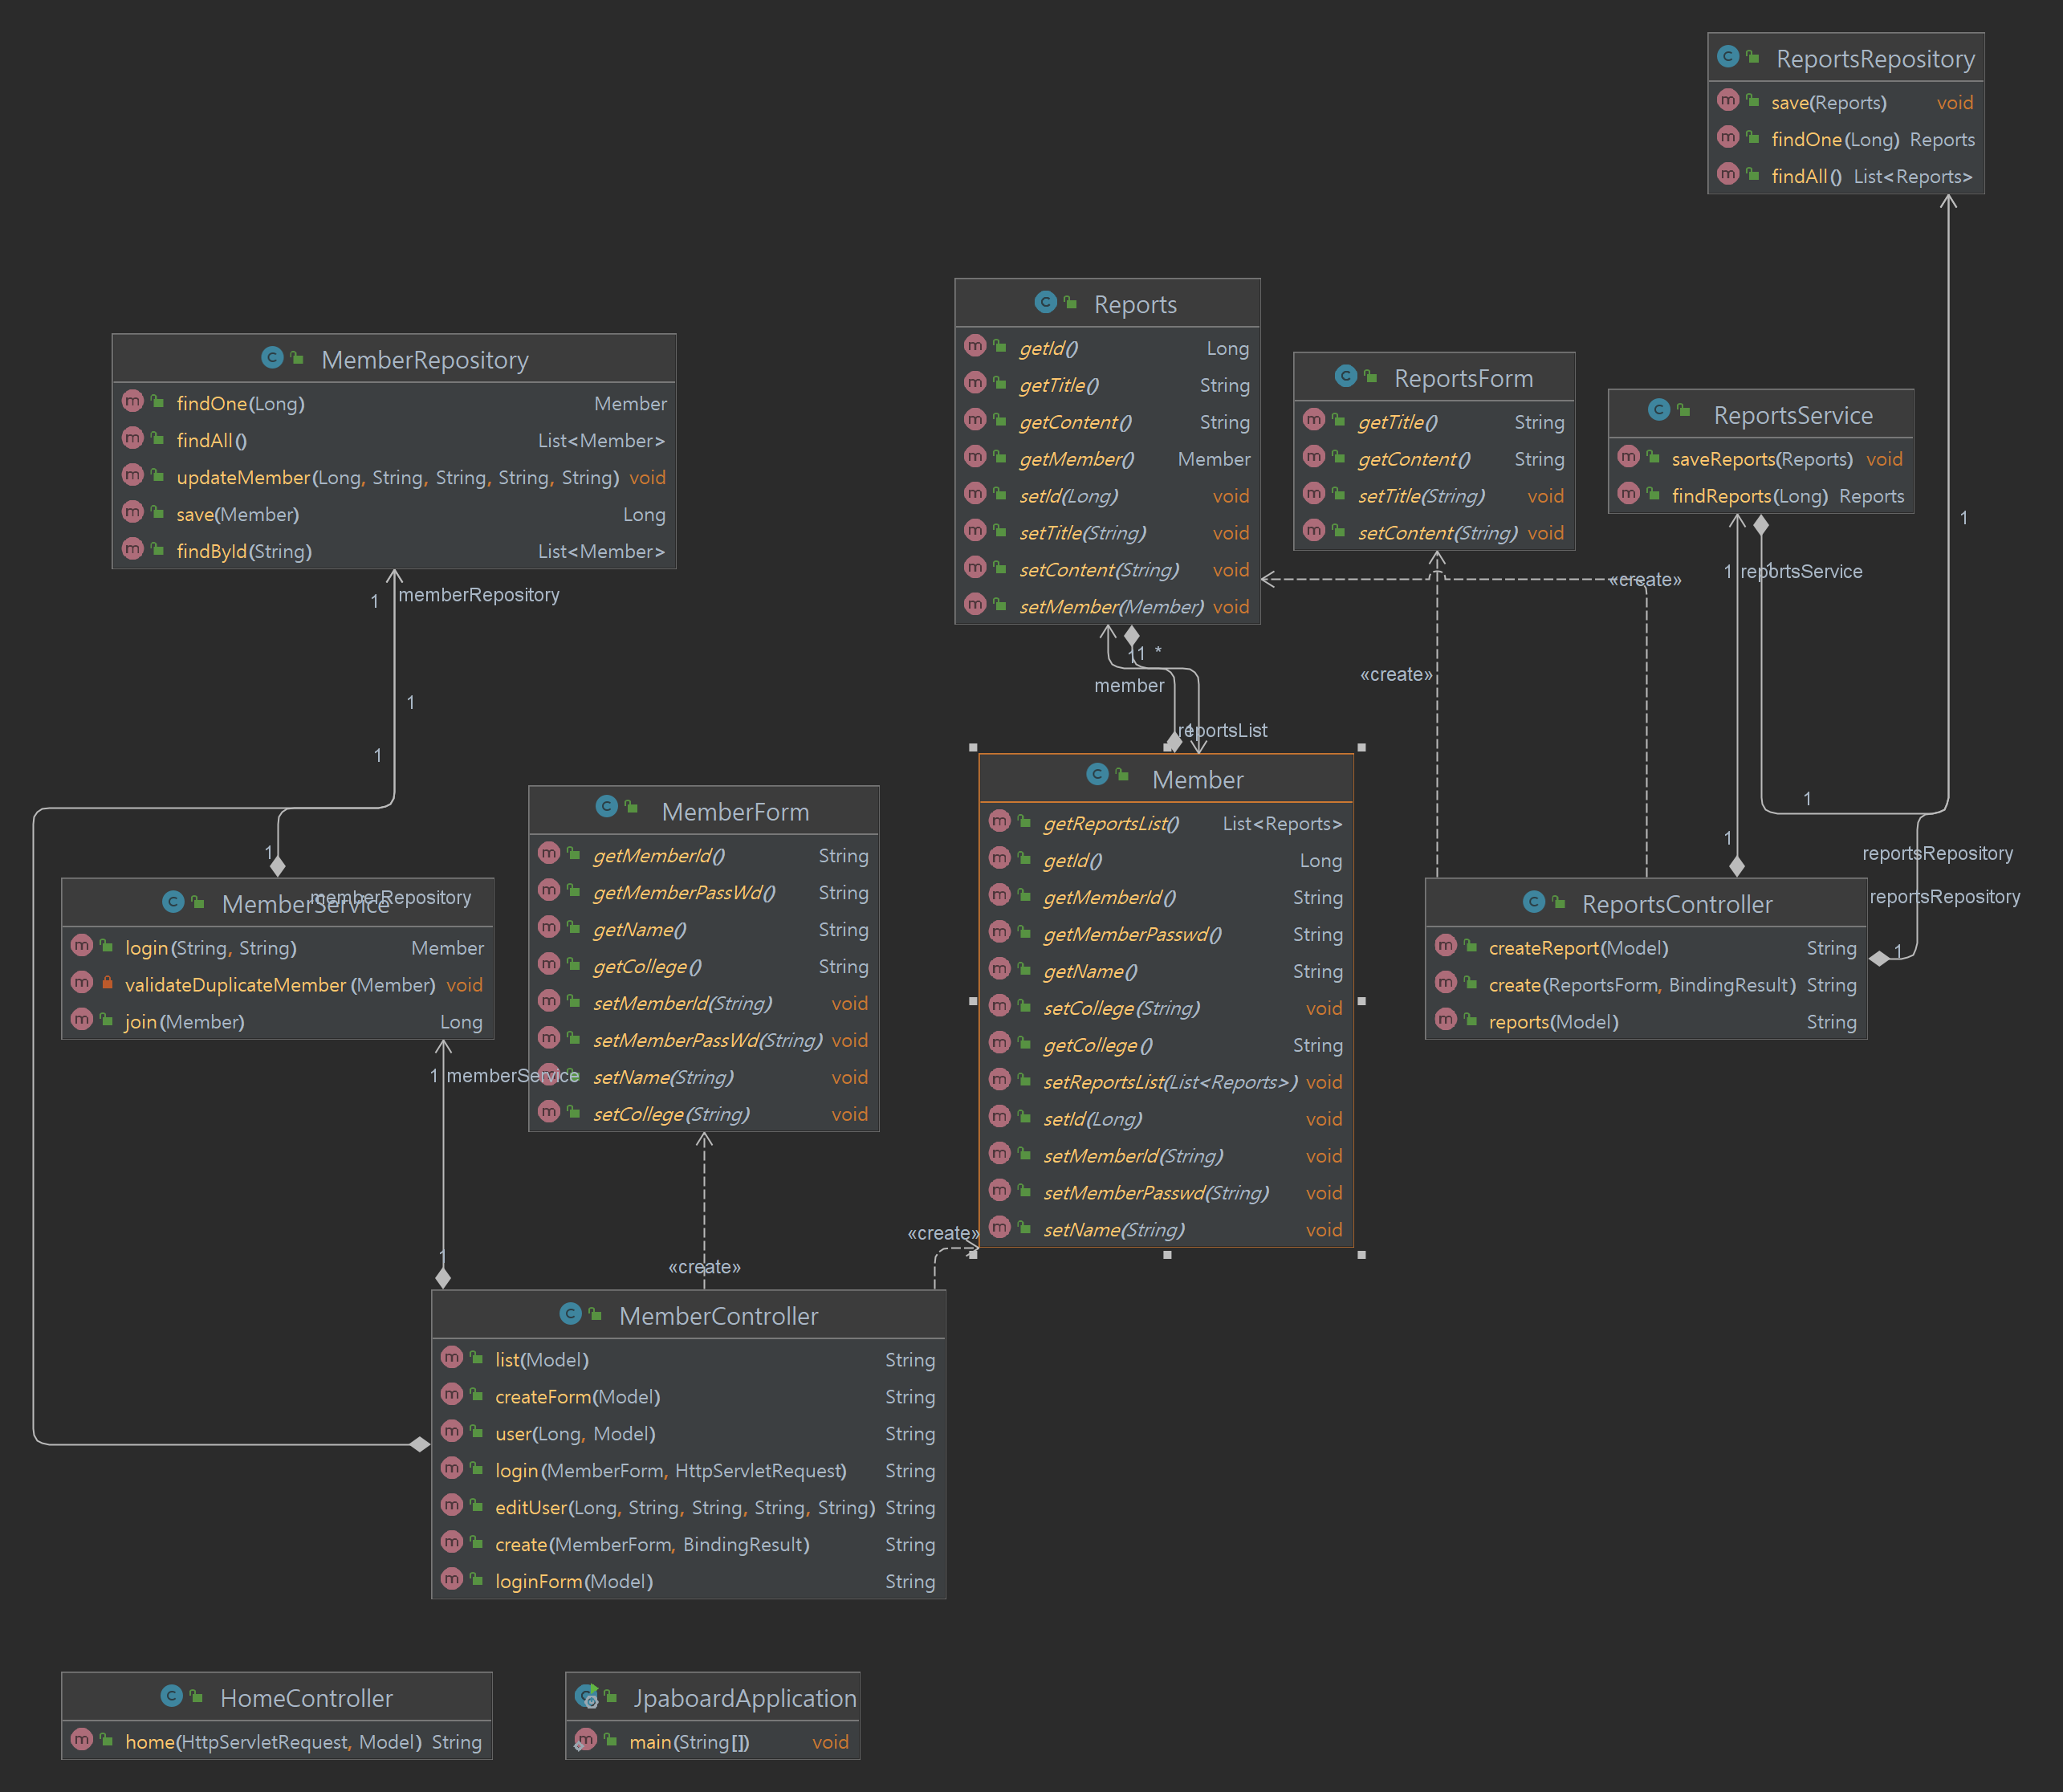 ReportsRepository
save(Reports) void
findOne(Long) Reports
findAll() List<Reports>
Reports
getId() Long
getTitle() String
getContent() String
getMember() Member
setId(Long) void
setTitle(String) void
setContent(String) void
setMember(Member) void
MemberRepository
findOne(Long) Member
findAll() List<Member>
updateMember(Long, String, String, String, String) void
save(Member) Long
findById(String) List<Member>
ReportsForm
getTitle() String
getContent() String
setTitle(String) void
setContent(String) void
ReportsService
saveReports(Reports) void
findReports(Long) Reports
1
«create»
1 reportsService
1
1 memberRepository
1 1 *
«create»
member
1
reportsList
1
1
1
1
1
1
reportsRepository
reportsRepository
1
Member
getReportsList() List<Reports>
getId() Long
getMemberId() String
getMemberPasswd() String
getName() String
setCollege(String) void
getCollege() String
setReportsList(List<Reports>) void
setId(Long) void
setMemberId(String) void
setMemberPasswd(String) void
setName(String) void
MemberForm
getMemberId() String
getMemberPassWd() String
getName() String
getCollege() String
setMemberId(String) void
setMemberPassWd(String) void
setName(String) void
setCollege(String) void
MemberService
memberRepository
login(String, String) Member
validateDuplicateMember(Member) void
join(Member) Long
ReportsController
createReport(Model) String
create(ReportsForm, BindingResult) String
reports(Model) String
1 memberService
1
«create»
«create»
MemberController
list(Model) String
createForm(Model) String
user(Long, Model) String
login(MemberForm, HttpServletRequest) String
editUser(Long, String, String, String, String) String
create(MemberForm, BindingResult) String
loginForm(Model) String
HomeController
home(HttpServletRequest, Model) String
JpaboardApplication
main(String[]) void